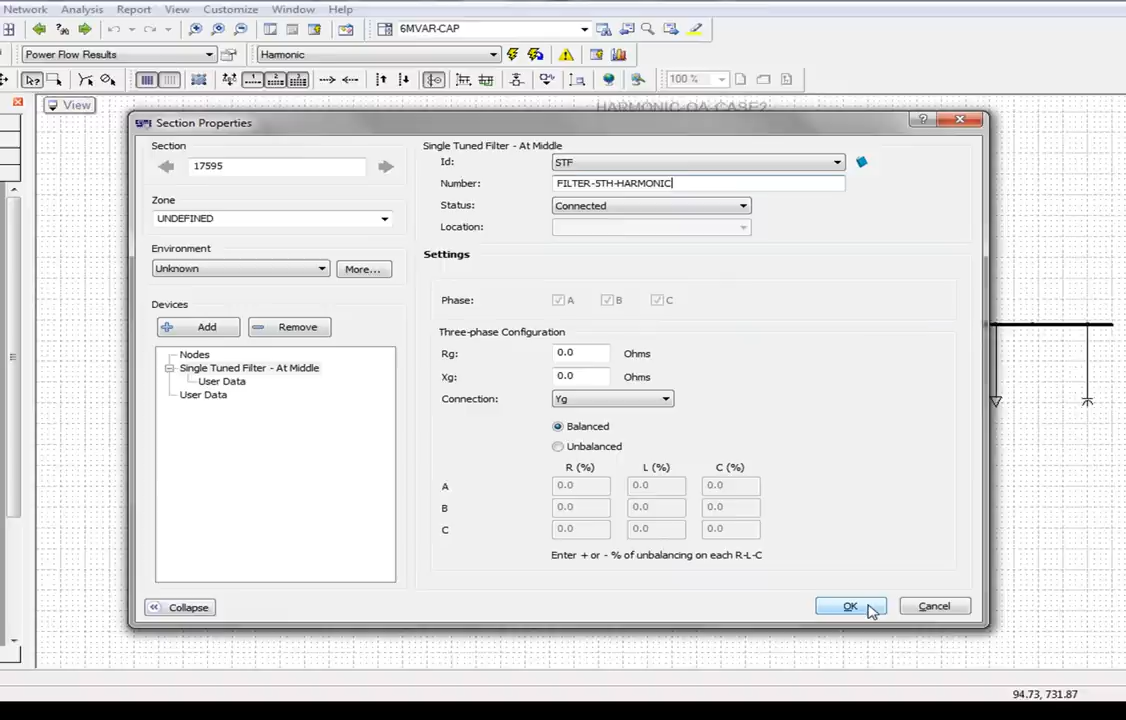 Network Analysis Report View Customize Window Help
6MVAR-CAP
Power Flow Results Harmonic
100 %
View
HARMONIC-QA-CASE2
Section Properties
Section
17595
Zone
UNDEFINED
Environment
Unknown More...
Devices
Add Remove
Nodes
Single Tuned Filter - At Middle
User Data
User Data
Collapse
Single Tuned Filter - At Middle
Id: STF
Number: FILTER-5TH-HARMONIC
Status: Connected
Location:
Settings
Phase: A B C
Three-phase Configuration
Rg: 0.0 Ohms
Xg: 0.0 Ohms
Connection: Yg
Balanced
Unbalanced
R (%) L (%) C (%)
A 0.0 0.0 0.0
B 0.0 0.0 0.0
C 0.0 0.0 0.0
Enter + or - % of unbalancing on each R-L-C
OK Cancel
94.73, 731.87